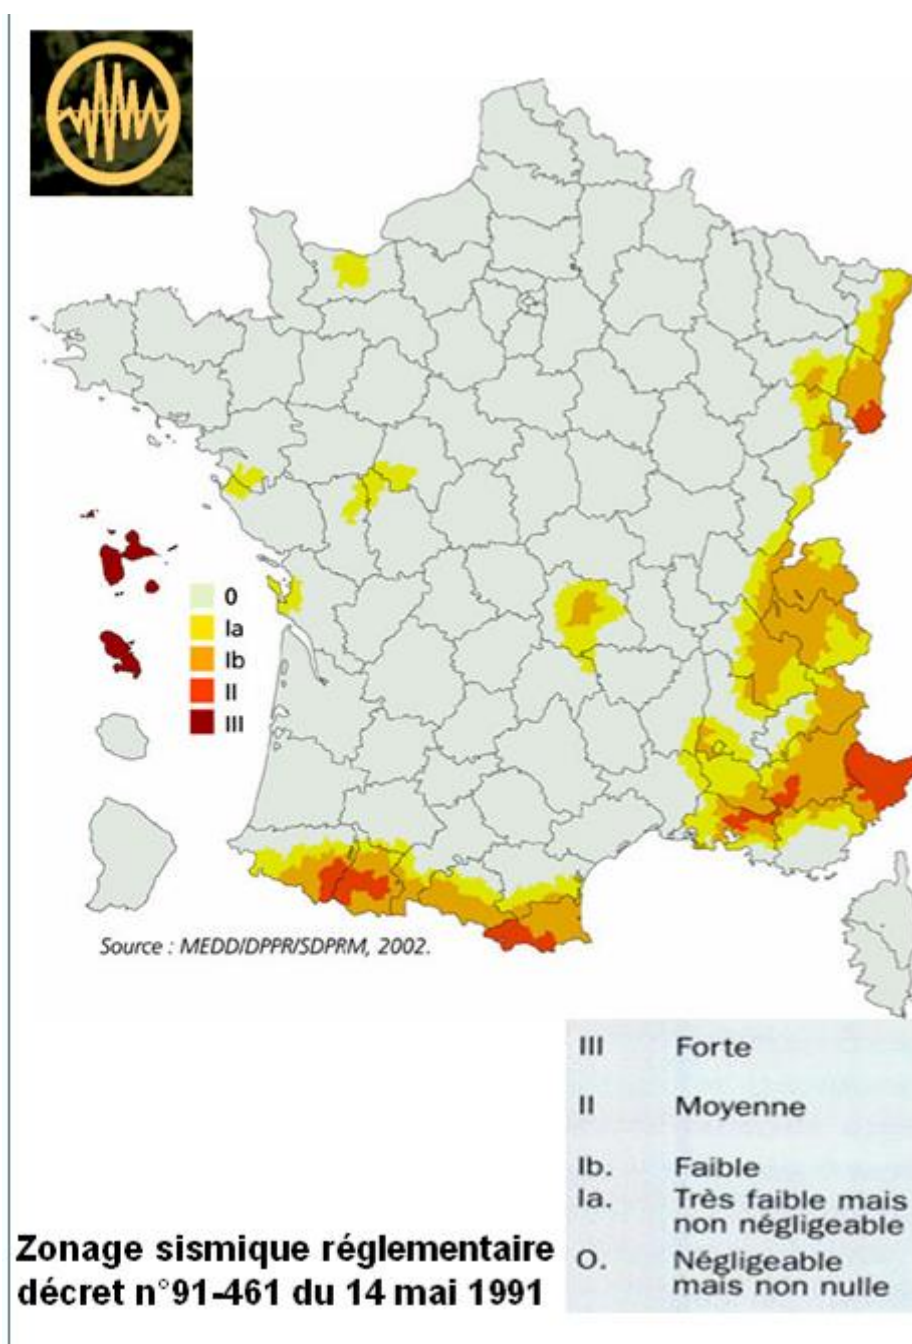 0
Ia
Ib
II
III
Source : MEDD/DPPR/SDPRM, 2002.
III Forte
II Moyenne
Ib. Faible
Ia. Très faible mais
non négligeable
O. Négligeable
mais non nulle
Zonage sismique réglementaire
décret n°91-461 du 14 mai 1991